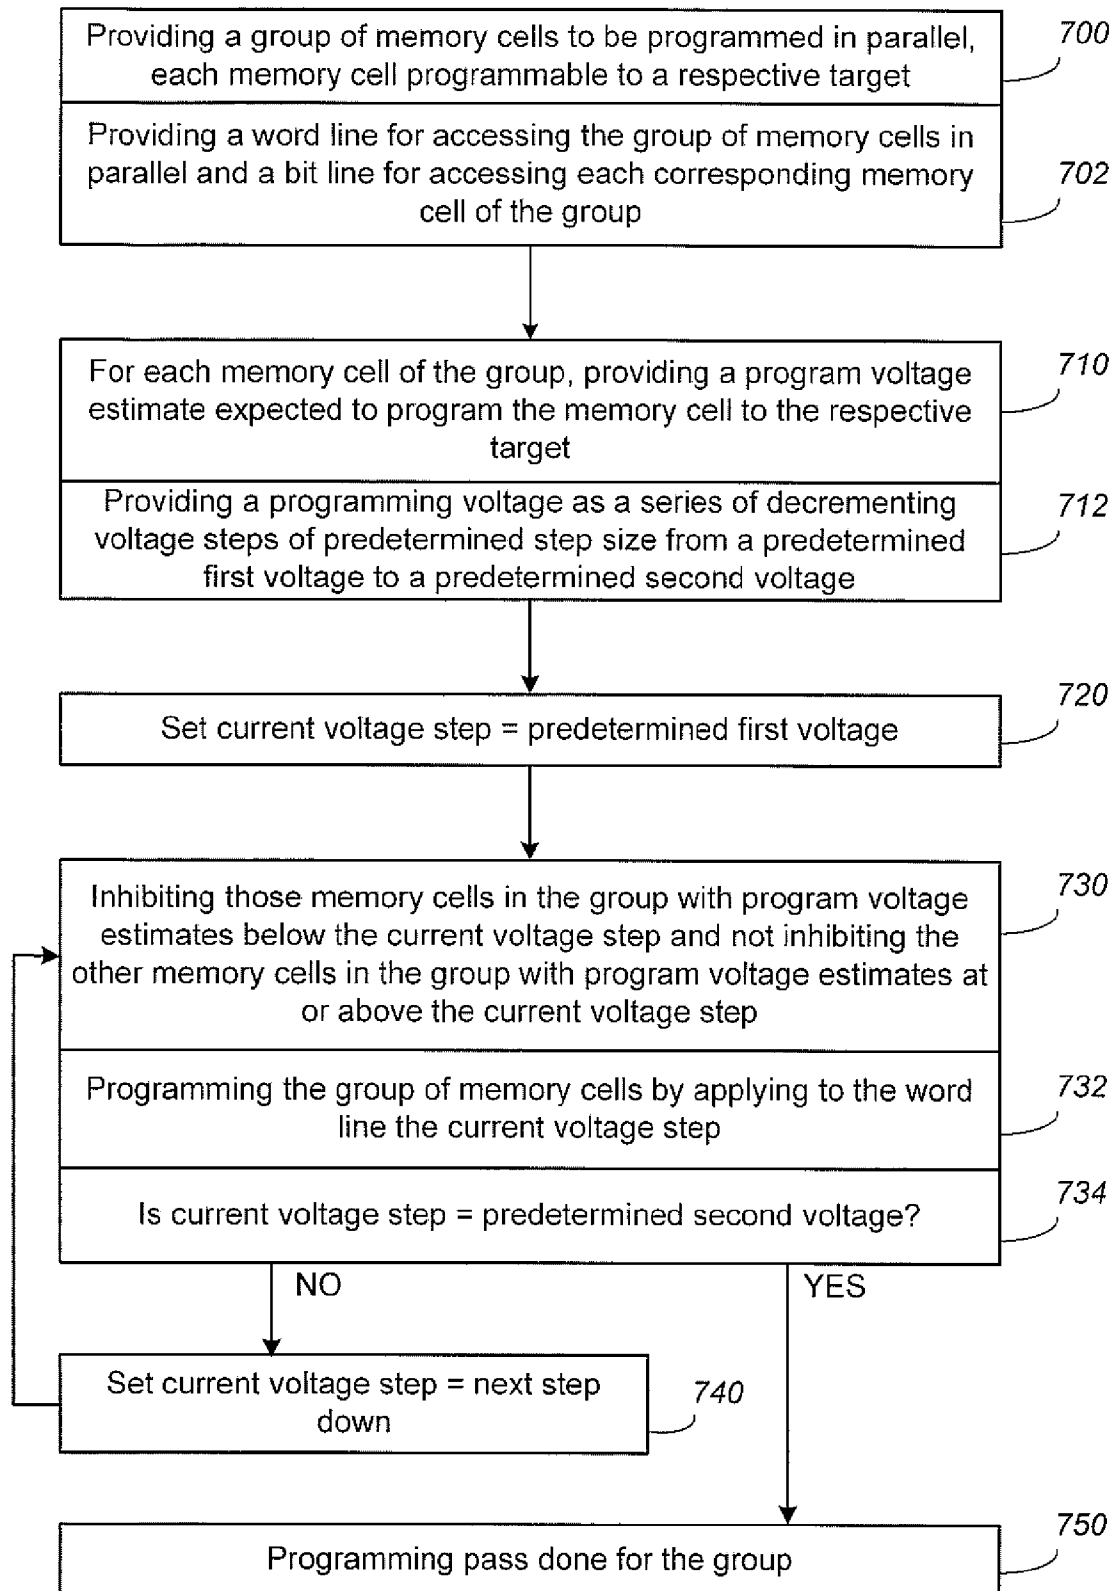 Providing a group of memory cells to be programmed in parallel,
each memory cell programmable to a respective target
700
Providing a word line for accessing the group of memory cells in
parallel and a bit line for accessing each corresponding memory
cell of the group
702
For each memory cell of the group, providing a program voltage
estimate expected to program the memory cell to the respective
target
710
Providing a programming voltage as a series of decrementing
voltage steps of predetermined step size from a predetermined
first voltage to a predetermined second voltage
712
Set current voltage step = predetermined first voltage
720
Inhibiting those memory cells in the group with program voltage
estimates below the current voltage step and not inhibiting the
other memory cells in the group with program voltage estimates at
or above the current voltage step
730
Programming the group of memory cells by applying to the word
line the current voltage step
732
Is current voltage step = predetermined second voltage?
734
NO
YES
Set current voltage step = next step
down
740
Programming pass done for the group
750